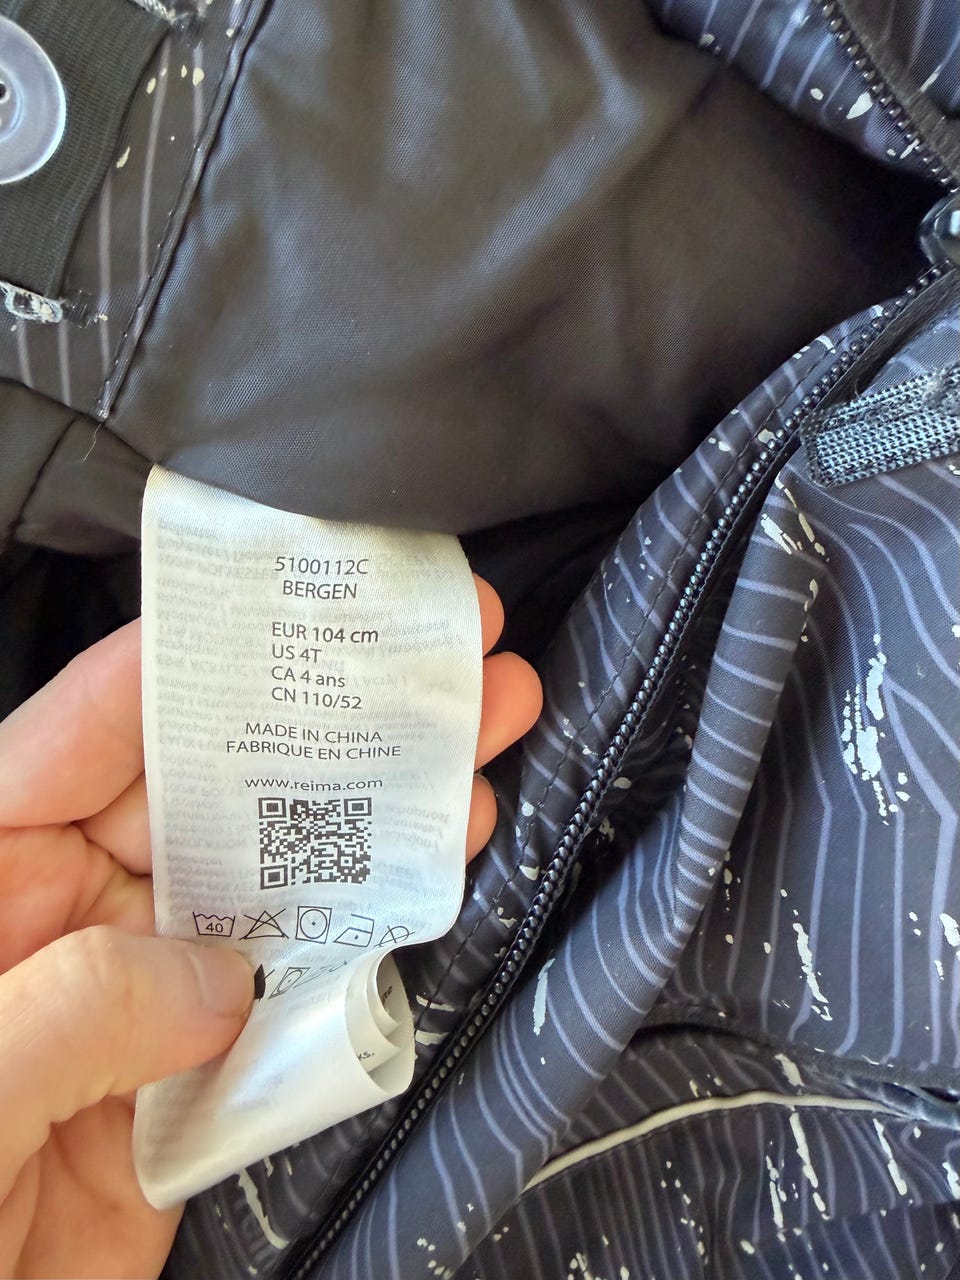 5100112C
BERGEN
EUR 104 cm
US 4T
CA 4 ans
CN 110/52
MADE IN CHINA
FABRIQUE EN CHINE
www.reima.com
40